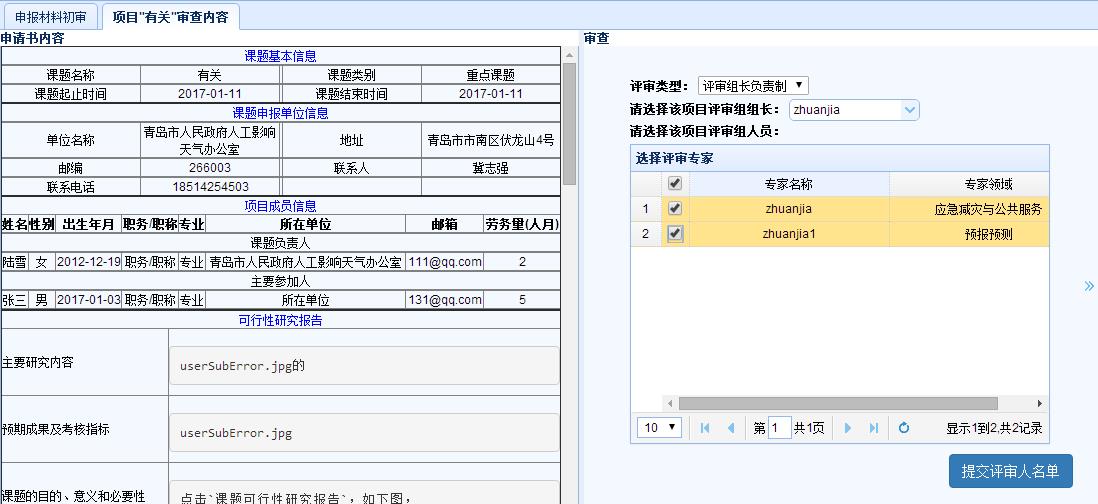 申报材料初审 项目"有关"审查内容
申请书内容
课题基本信息
课题名称 有关 课题类别 重点课题
课题起止时间 2017-01-11 课题结束时间 2017-01-11
课题申报单位信息
单位名称 青岛市人民政府人工影响天气办公室 地址 青岛市市南区伏龙山4号
邮编 266003 联系人 冀志强
联系电话 18514254503
项目成员信息
姓名 性别 出生年月 职务/职称 专业 所在单位 邮箱 劳务量(人月)
课题负责人
陆雪 女 2012-12-19 职务/职称 专业 青岛市人民政府人工影响天气办公室 111@qq.com 2
主要参加人
张三 男 2017-01-03 职务/职称 专业 所在单位 131@qq.com 5
可行性研究报告
主要研究内容 userSubError.jpg的
预期成果及考核指标 userSubError.jpg
课题的目的、意义和必要性 点击`课题可行性研究报告`，如下图，
审查
评审类型： 评审组长负责制
请选择该项目评审组组长： zhuanjia
请选择该项目评审组人员：
选择评审专家
专家名称 专家领域
1 zhuanjia 应急减灾与公共服务
2 zhuanjia1 预报预测
10 第 1 共1页 显示1到2,共2记录
提交评审人名单